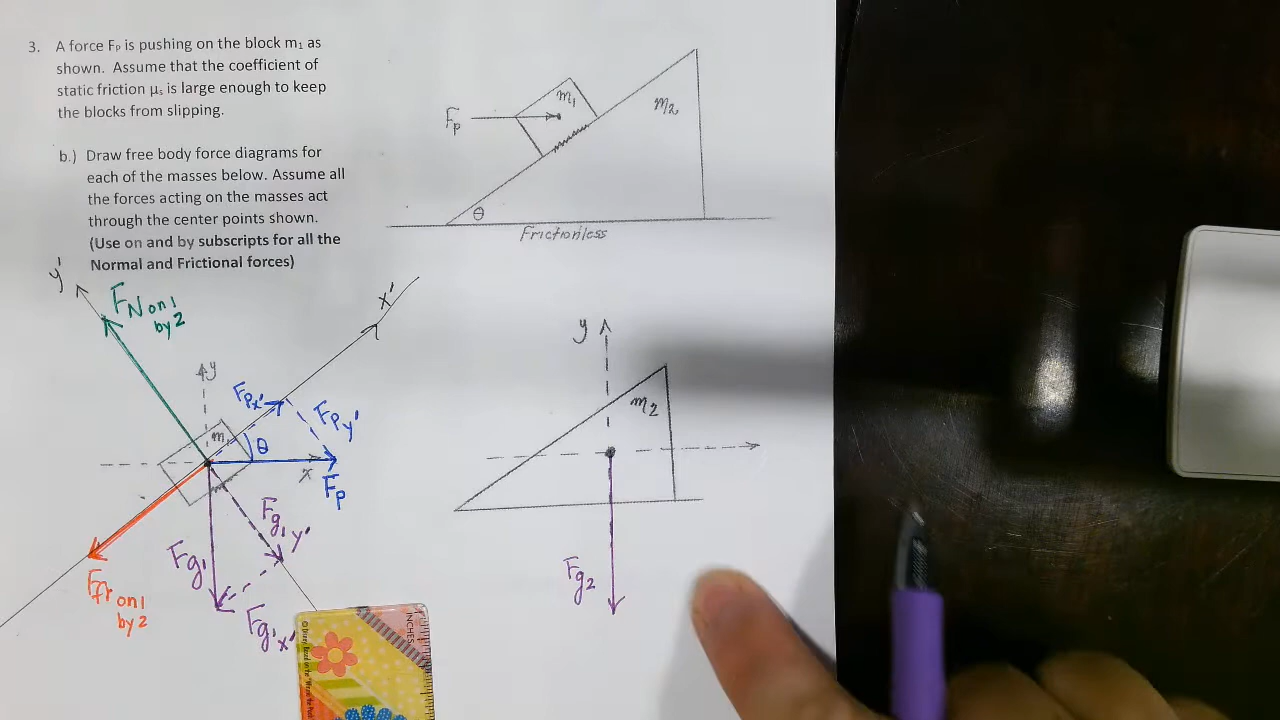 3. A force Fₚ is pushing on the block m₁ as
shown. Assume that the coefficient of
static friction μₛ is large enough to keep
the blocks from slipping.
b.) Draw free body force diagrams for
each of the masses below. Assume all
the forces acting on the masses act
through the center points shown.
(Use on and by subscripts for all the
Normal and Frictional forces)
Fp
m₁
m₂
θ
Frictionless
y'
FN on 1
by 2
x'
y
Fpx'
Fpy'
m
θ
x
Fp
Fg₁
Fg₁y'
Fg₁x'
Ffr on 1
by 2
y
m₂
Fg₂
INCHES